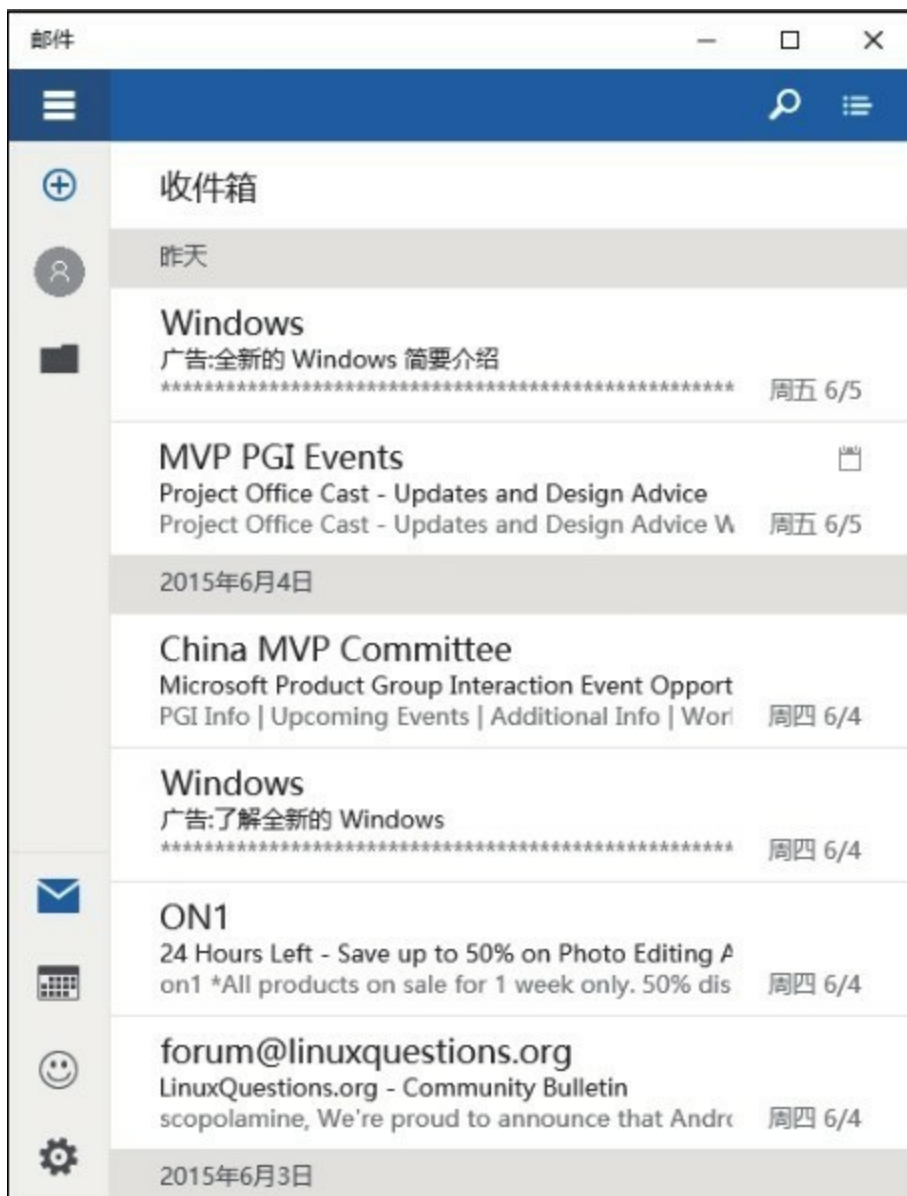 邮件
收件箱
昨天
Windows
广告:全新的 Windows 简要介绍
****************************************************** 周五 6/5
MVP PGI Events
Project Office Cast - Updates and Design Advice
Project Office Cast - Updates and Design Advice W 周五 6/5
2015年6月4日
China MVP Committee
Microsoft Product Group Interaction Event Opport
PGI Info | Upcoming Events | Additional Info | Worl 周四 6/4
Windows
广告:了解全新的 Windows
****************************************************** 周四 6/4
ON1
24 Hours Left - Save up to 50% on Photo Editing A
on1 *All products on sale for 1 week only. 50% dis 周四 6/4
forum@linuxquestions.org
LinuxQuestions.org - Community Bulletin
scopolamine, We're proud to announce that Andro 周四 6/4
2015年6月3日